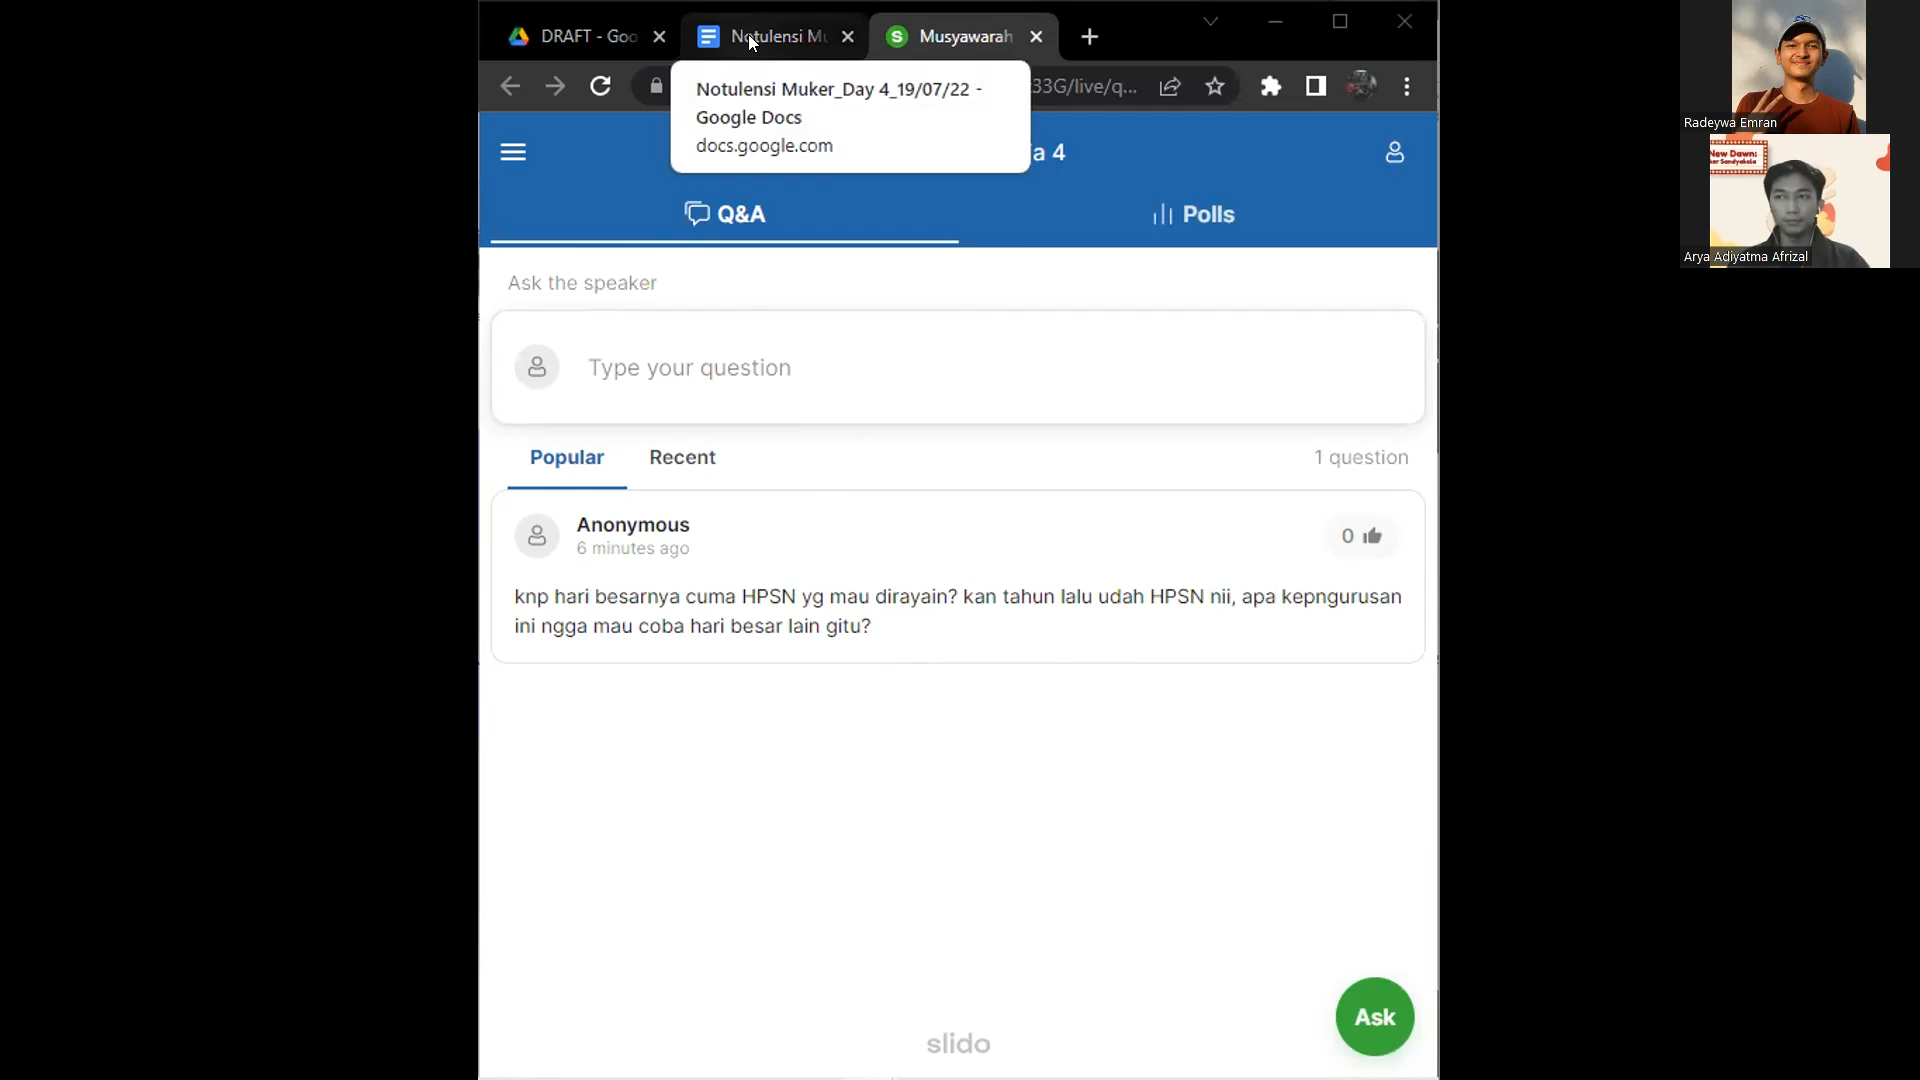 DRAFT - Goo
Notulensi Mu
Musyawarah
33G/live/q...
Notulensi Muker_Day 4_19/07/22 -
Google Docs
docs.google.com
a 4
Q&A
Polls
Ask the speaker
Type your question
Popular
Recent
1 question
Anonymous
6 minutes ago
0
knp hari besarnya cuma HPSN yg mau dirayain? kan tahun lalu udah HPSN nii, apa kepngurusan
ini ngga mau coba hari besar lain gitu?
Ask
slido
Radeywa Emran
New Dawn:
Arya Adiyatma Afrizal